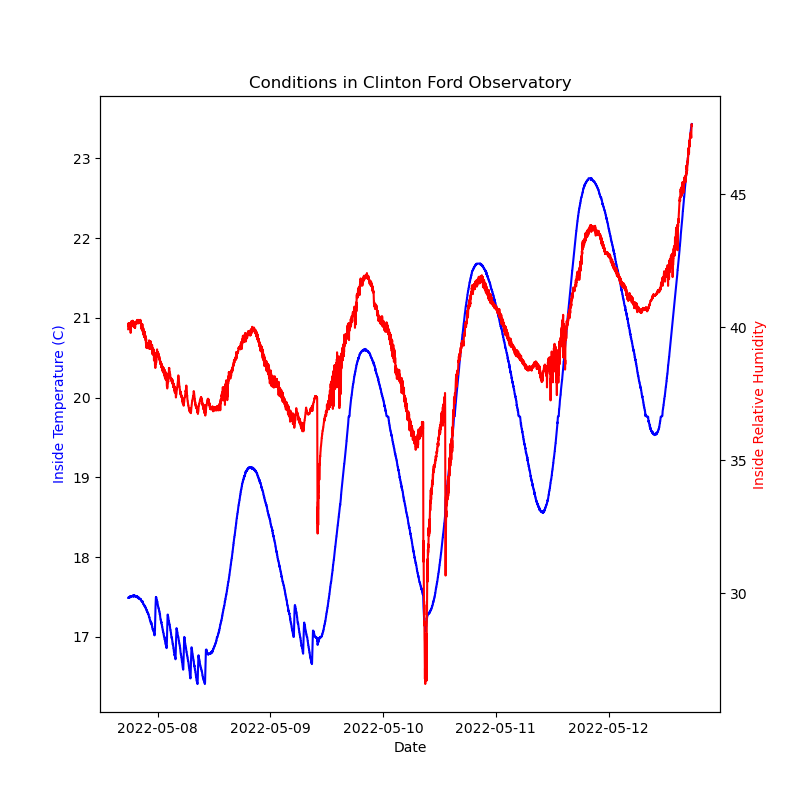 Conditions in Clinton Ford Observatory
23
22
21
20
19
18
17
Inside Temperature (C)
45
40
35
30
Inside Relative Humidity
2022-05-08 2022-05-09 2022-05-10 2022-05-11 2022-05-12
Date